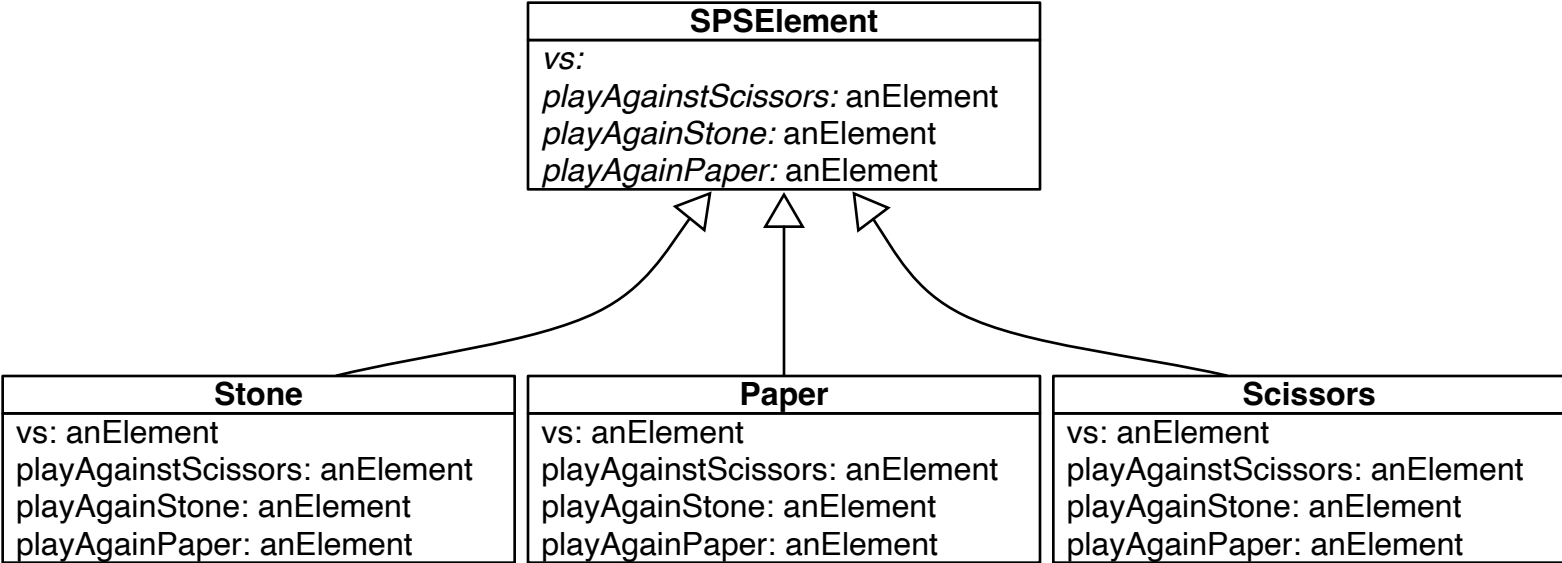 SPSElement
vs:
playAgainstScissors: anElement
playAgainStone: anElement
playAgainPaper: anElement
Stone
vs: anElement
playAgainstScissors: anElement
playAgainStone: anElement
playAgainPaper: anElement
Paper
vs: anElement
playAgainstScissors: anElement
playAgainStone: anElement
playAgainPaper: anElement
Scissors
vs: anElement
playAgainstScissors: anElement
playAgainStone: anElement
playAgainPaper: anElement